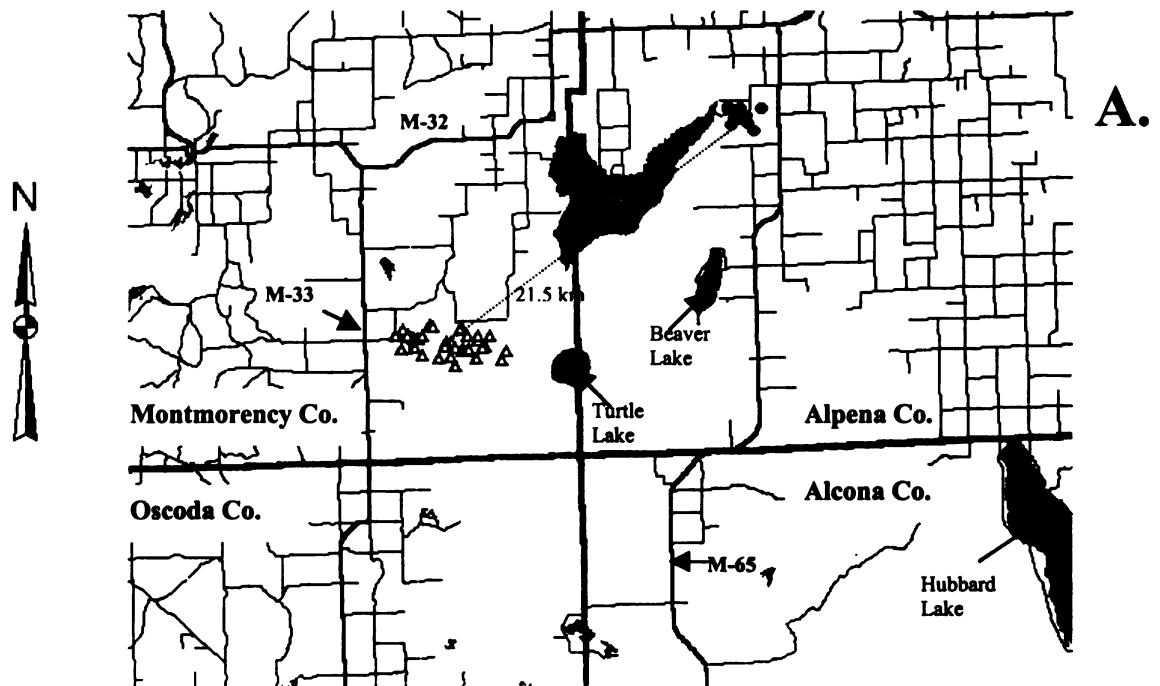 A.
M-32
N
M-33
21.5 km
Beaver
Lake
Montmorency Co.
Turtle
Lake
Alpena Co.
Oscoda Co.
Alcona Co.
M-65
Hubbard
Lake